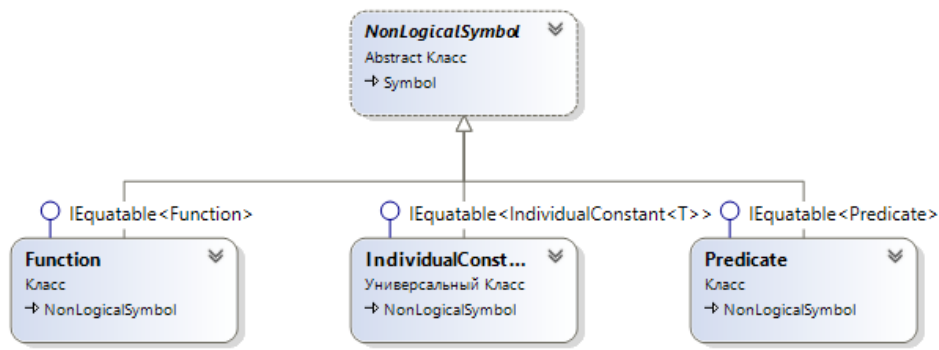 NonLogicalSymbol
Abstract Класс
Symbol
IEquatable<Function>
IEquatable<IndividualConstant<T>>
IEquatable<Predicate>
Function
Класс
NonLogicalSymbol
IndividualConst...
Универсальный Класс
NonLogicalSymbol
Predicate
Класс
NonLogicalSymbol